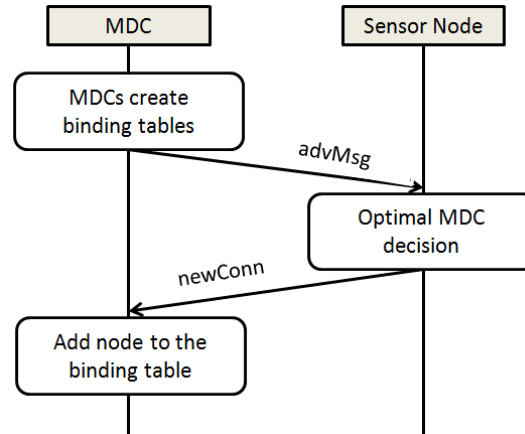 MDC
Sensor Node
MDCs create
binding tables
advMsg
Optimal MDC
decision
newConn
Add node to the
binding table